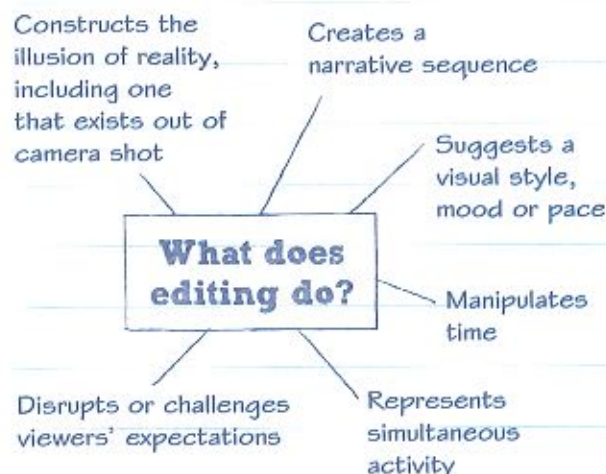 Constructs the
illusion of reality,
including one
that exists out of
camera shot
Creates a
narrative sequence
Suggests a
visual style,
mood or pace
What does
editing do?
Manipulates
time
Disrupts or challenges
viewers' expectations
Represents
simultaneous
activity